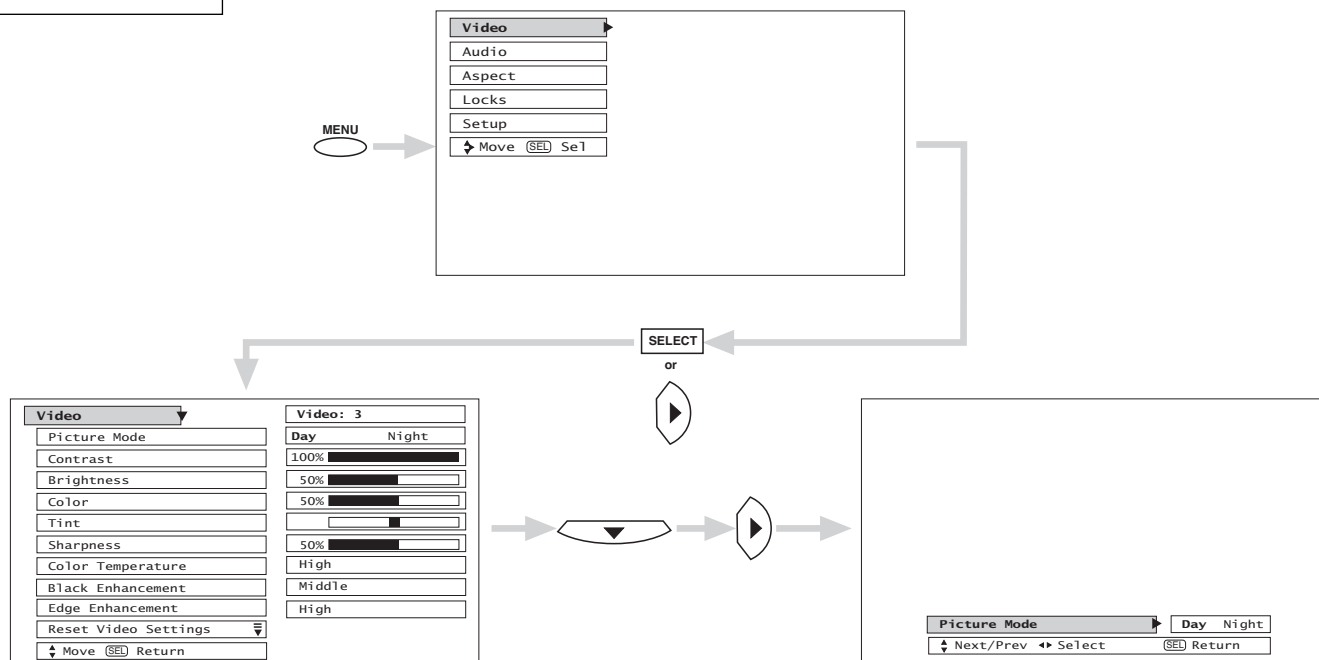 Video
Audio
Aspect
Locks
Setup
Move SEL Sel
MENU
SELECT
or
Video
Video: 3
Picture Mode
Day Night
Contrast
100%
Brightness
50%
Color
50%
Tint
Sharpness
50%
Color Temperature
High
Black Enhancement
Middle
Edge Enhancement
High
Reset Video Settings
Move SEL Return
Picture Mode
Day Night
Next/Prev Select SEL Return